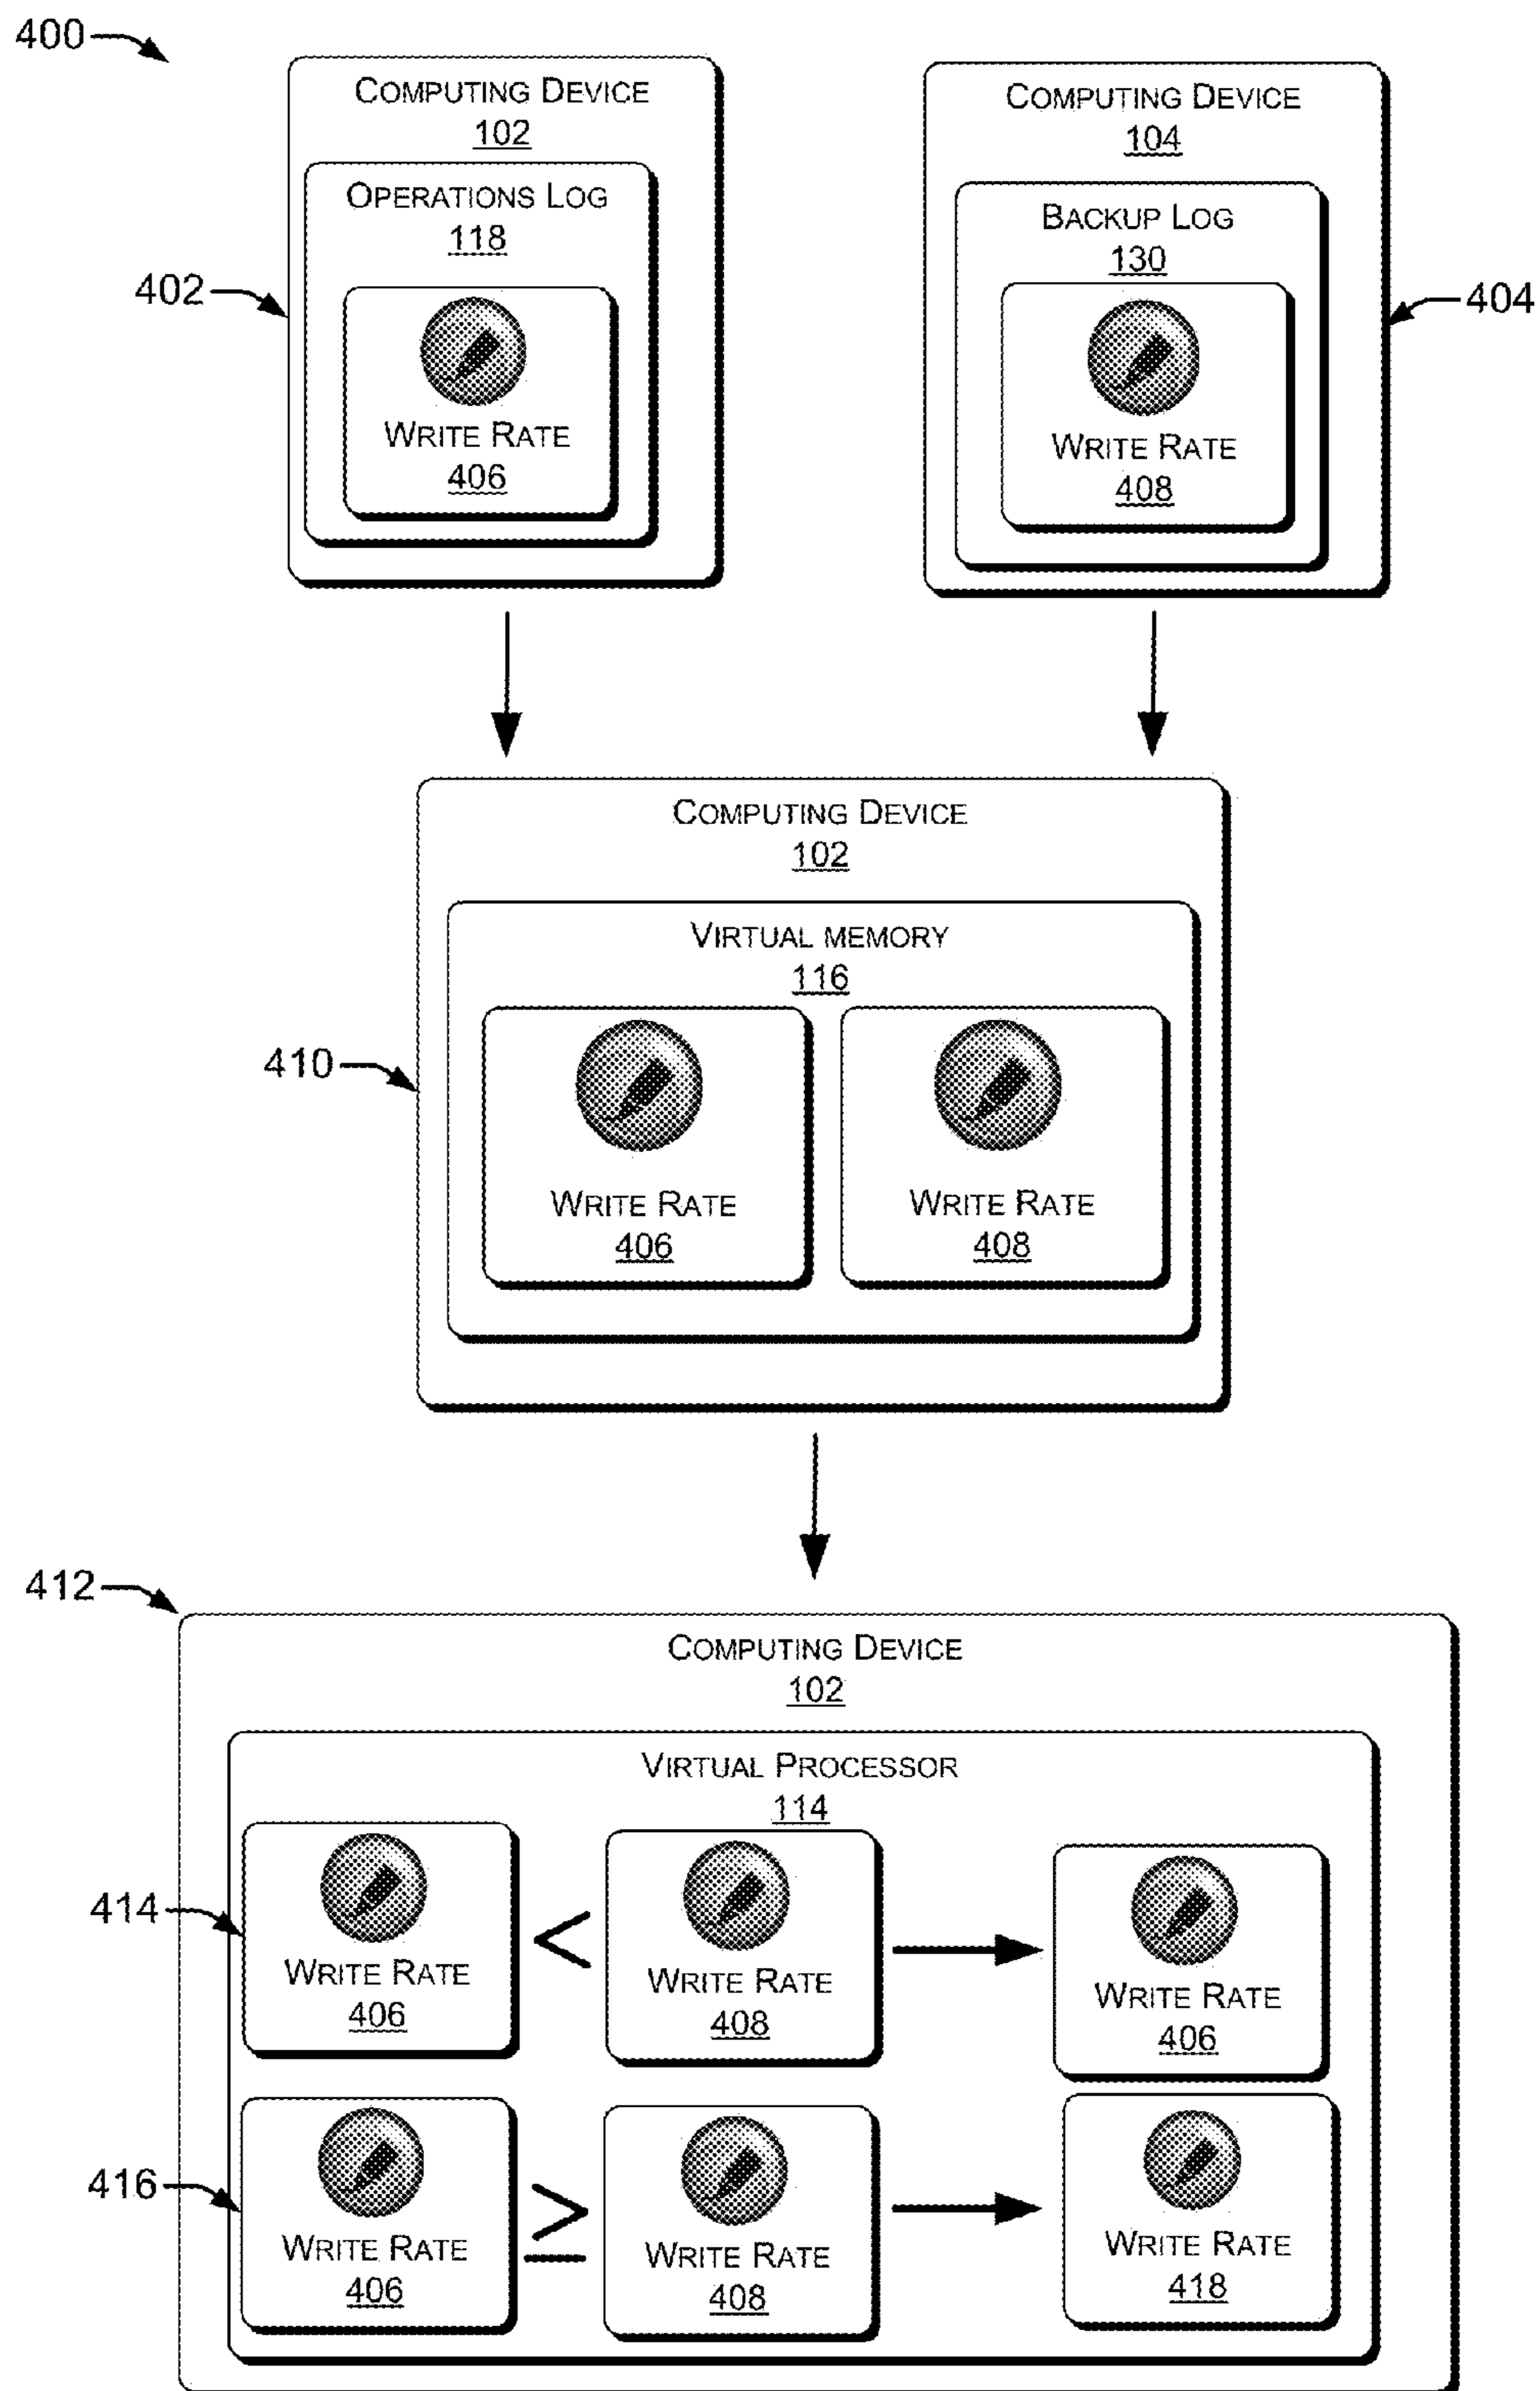 400
COMPUTING DEVICE
102
OPERATIONS LOG
118
402
WRITE RATE
406
COMPUTING DEVICE
104
BACKUP LOG
130
404
WRITE RATE
408
COMPUTING DEVICE
102
VIRTUAL MEMORY
116
410
WRITE RATE
406
WRITE RATE
408
412
COMPUTING DEVICE
102
VIRTUAL PROCESSOR
114
414
WRITE RATE
406
<
WRITE RATE
408
WRITE RATE
406
416
WRITE RATE
406
≥
WRITE RATE
408
WRITE RATE
418